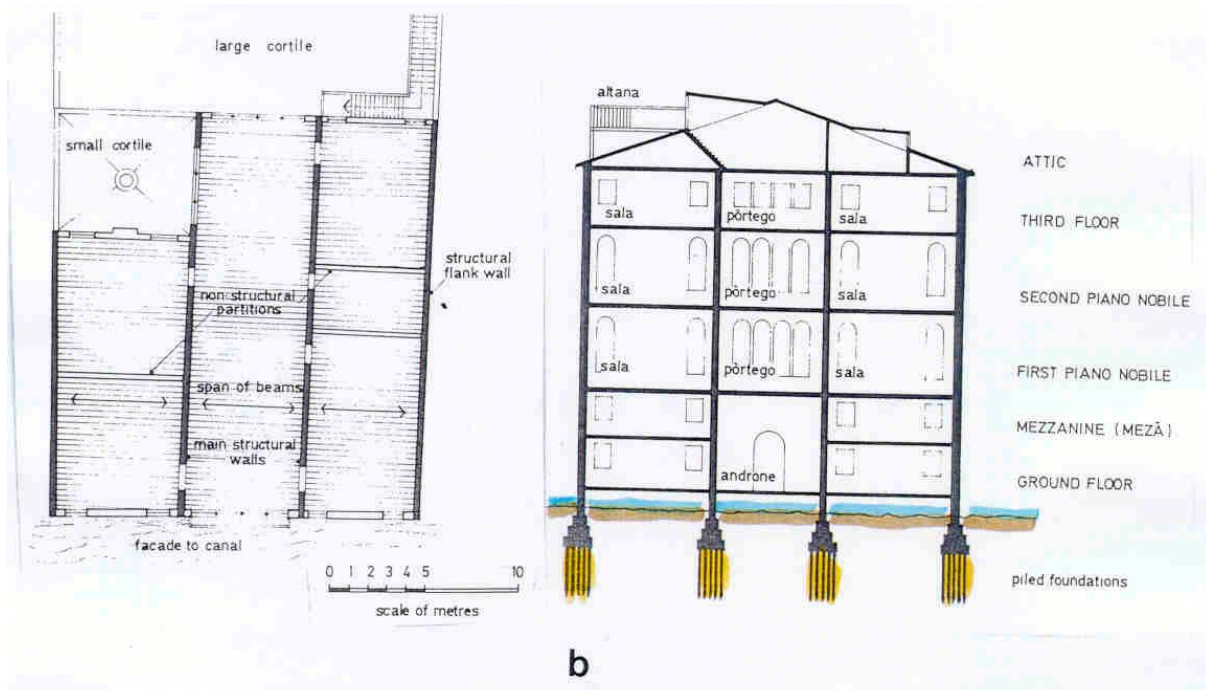 large cortile
small cortile
structural
flank wall
non structural
partitions
span of beams
main structural
walls
facade to canal
0 1 2 3 4 5 10
scale of metres
altana
ATTIC
sala pòrtego sala
THIRD FLOOR
sala pòrtego sala
SECOND PIANO NOBILE
sala pòrtego sala
FIRST PIANO NOBILE
MEZZANINE (MEZÀ)
androne
GROUND FLOOR
piled foundations
b